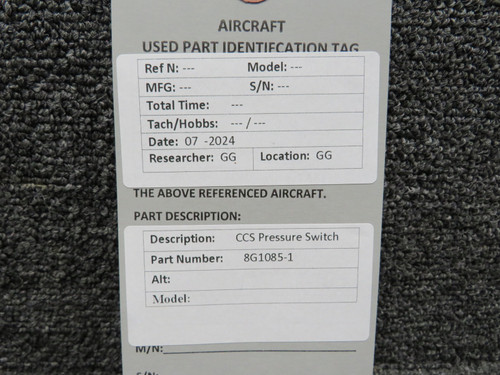 AIRCRAFT
USED PART IDENTIFCATION TAG
Ref N: --- Model: ---
MFG: --- S/N: ---
Total Time: ---
Tach/Hobbs: --- / ---
Date: 07 -2024
Researcher: GG Location: GG
THE ABOVE REFERENCED AIRCRAFT.
PART DESCRIPTION:
Description: CCS Pressure Switch
Part Number: 8G1085-1
Alt:
Model:
M/N:
S/N: